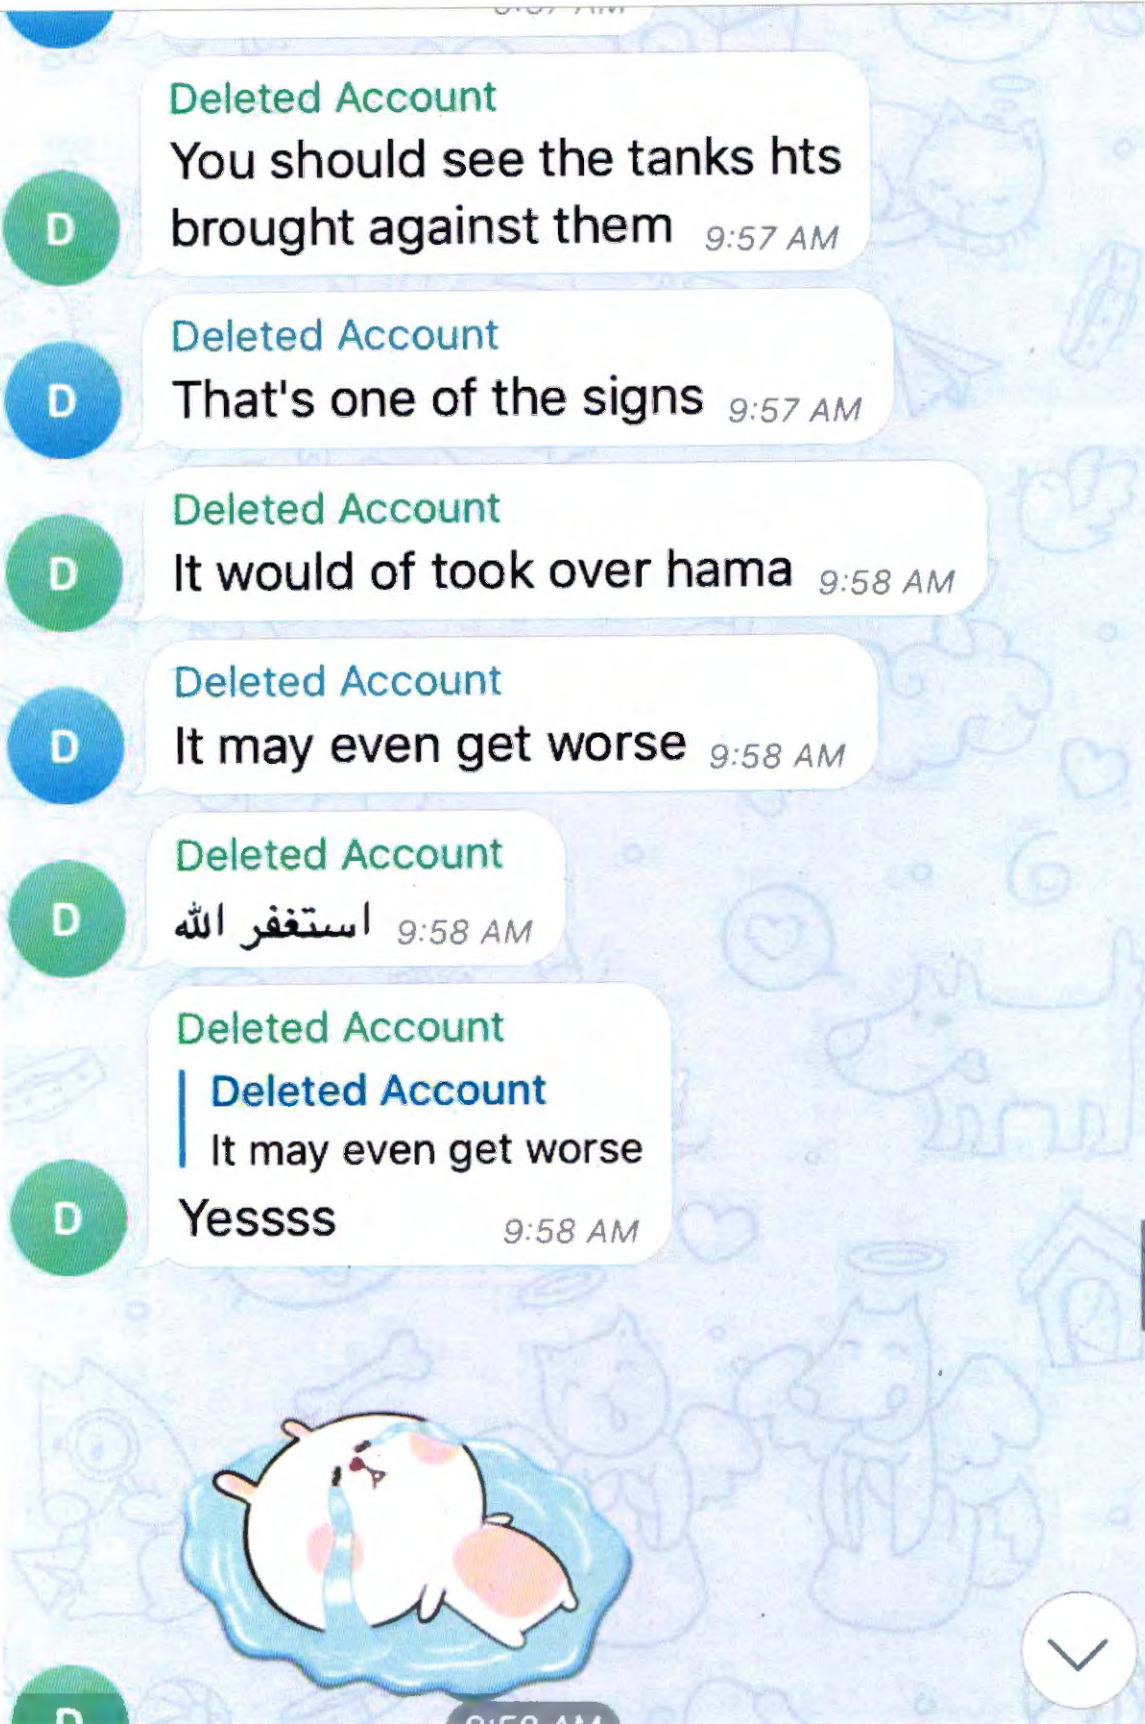 Deleted Account
You should see the tanks hts
brought against them 9:57 AM
D
Deleted Account
That's one of the signs 9:57 AM
D
Deleted Account
It would of took over hama 9:58 AM
D
Deleted Account
It may even get worse 9:58 AM
D
Deleted Account
استغفر الله 9:58 AM
D
Deleted Account
Deleted Account
It may even get worse
Yessss 9:58 AM
D
D